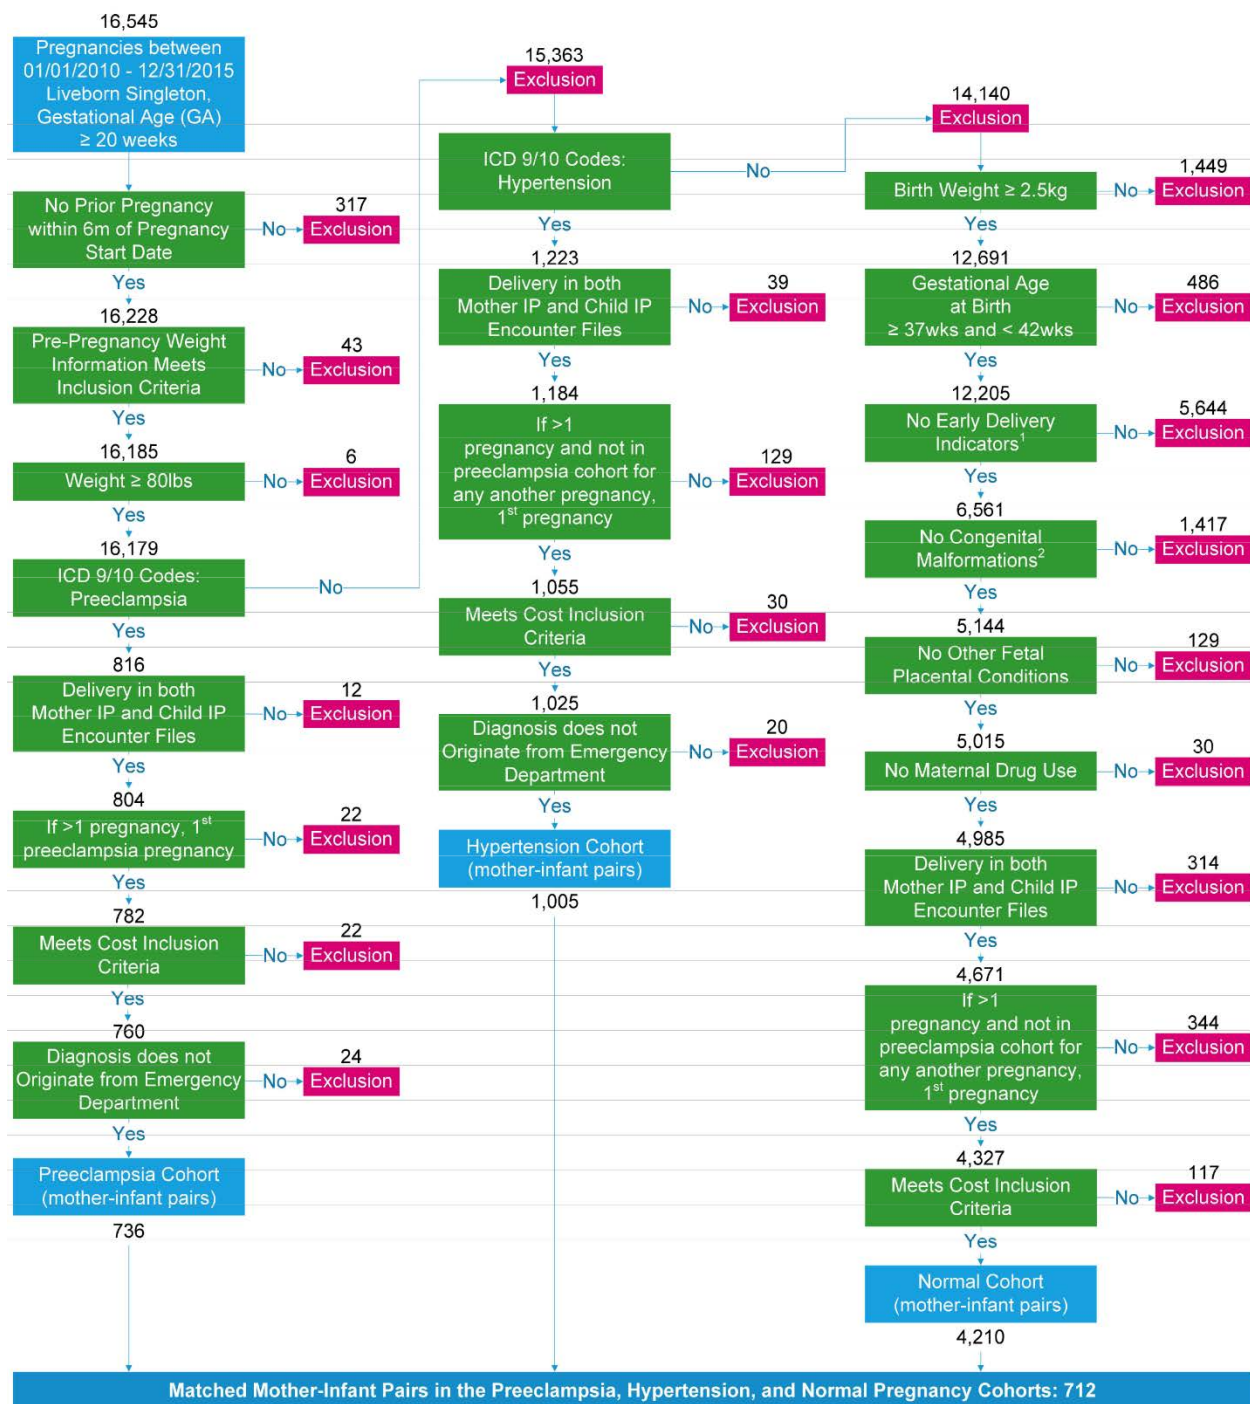 16,545
Pregnancies between
01/01/2010 - 12/31/2015
Liveborn Singleton,
Gestational Age (GA)
≥ 20 weeks
No Prior Pregnancy
within 6m of Pregnancy
Start Date
No
317
Exclusion
Yes
16,228
Pre-Pregnancy Weight
Information Meets
Inclusion Criteria
No
43
Exclusion
Yes
16,185
Weight ≥ 80lbs
No
6
Exclusion
Yes
16,179
ICD 9/10 Codes:
Preeclampsia
No
Yes
816
Delivery in both
Mother IP and Child IP
Encounter Files
No
12
Exclusion
Yes
804
If >1 pregnancy, 1st
preeclampsia pregnancy
No
22
Exclusion
Yes
782
Meets Cost Inclusion
Criteria
No
22
Exclusion
Yes
760
Diagnosis does not
Originate from Emergency
Department
No
24
Exclusion
Yes
Preeclampsia Cohort
(mother-infant pairs)
736
15,363
Exclusion
ICD 9/10 Codes:
Hypertension
No
Yes
1,223
Delivery in both
Mother IP and Child IP
Encounter Files
No
39
Exclusion
Yes
1,184
If >1
pregnancy and not in
preeclampsia cohort for
any another pregnancy,
1st pregnancy
No
129
Exclusion
Yes
1,055
Meets Cost Inclusion
Criteria
No
30
Exclusion
Yes
1,025
Diagnosis does not
Originate from Emergency
Department
No
20
Exclusion
Yes
Hypertension Cohort
(mother-infant pairs)
1,005
14,140
Exclusion
Birth Weight ≥ 2.5kg
No
1,449
Exclusion
Yes
12,691
Gestational Age
at Birth
≥ 37wks and < 42wks
No
486
Exclusion
Yes
12,205
No Early Delivery
Indicators1
No
5,644
Exclusion
Yes
6,561
No Congenital
Malformations2
No
1,417
Exclusion
Yes
5,144
No Other Fetal
Placental Conditions
No
129
Exclusion
Yes
5,015
No Maternal Drug Use
No
30
Exclusion
Yes
4,985
Delivery in both
Mother IP and Child IP
Encounter Files
No
314
Exclusion
Yes
4,671
If >1
pregnancy and not in
preeclampsia cohort for
any another pregnancy,
1st pregnancy
No
344
Exclusion
Yes
4,327
Meets Cost Inclusion
Criteria
No
117
Exclusion
Yes
Normal Cohort
(mother-infant pairs)
4,210
Matched Mother-Infant Pairs in the Preeclampsia, Hypertension, and Normal Pregnancy Cohorts: 712